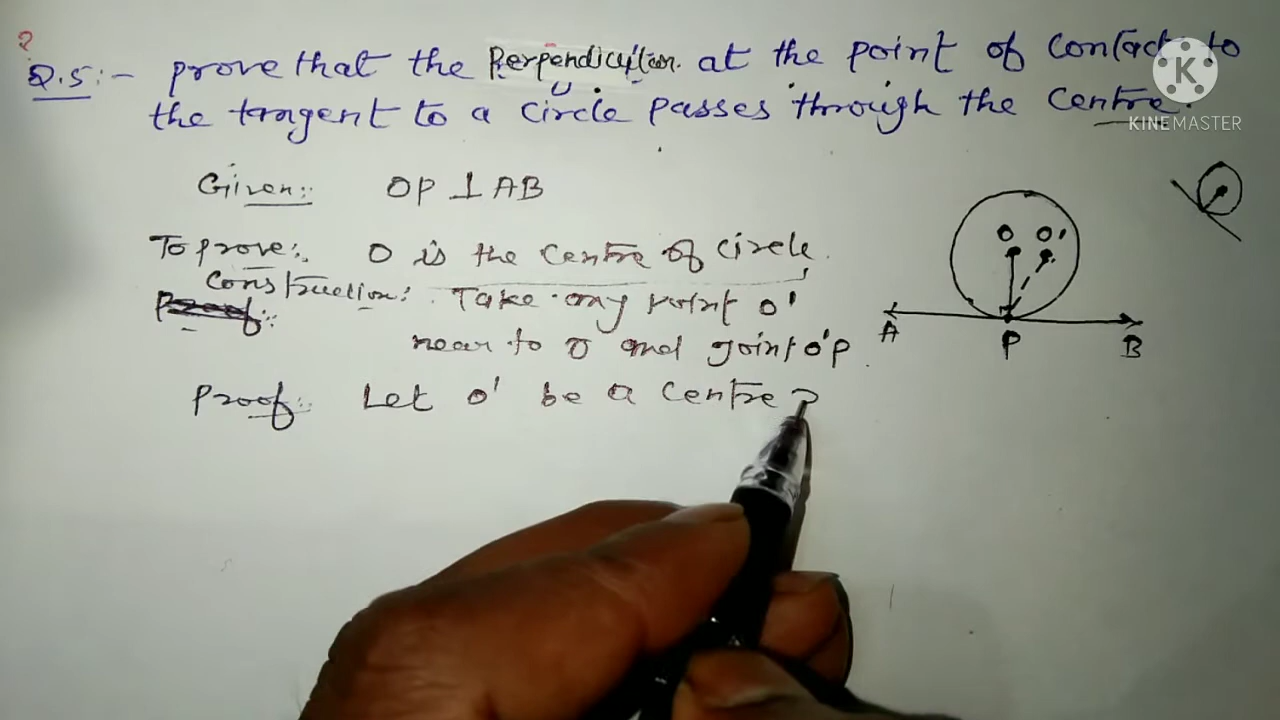 Q.5:- prove that the Perpendicular at the point of contact to
the tangent to a circle passes through the Centre.
K
KINEMASTER
Given:: OP ⊥ AB
To prove:. O is the Centre of circle.
Construction: Take any point O'
near to O and joint O'P.
Proof:: Let O' be a centre
O O'
A P B